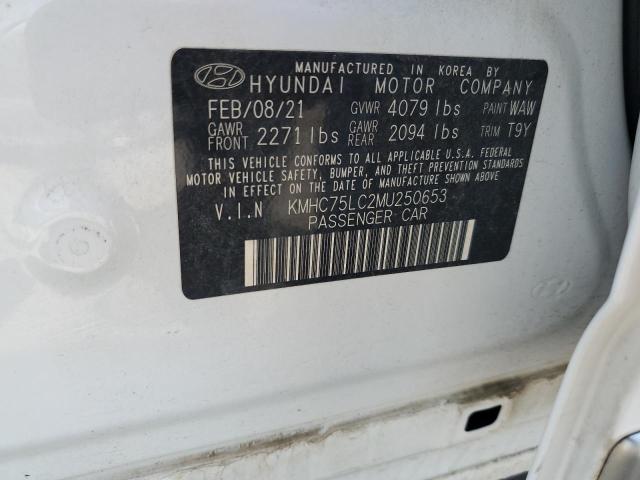 MANUFACTURED IN KOREA BY
HYUNDAI MOTOR COMPANY
FEB/08/21 GVWR 4079 lbs PAINT WAW
GAWR FRONT 2271 lbs GAWR REAR 2094 lbs TRIM T9Y
THIS VEHICLE CONFORMS TO ALL APPLICABLE U.S.A. FEDERAL
MOTOR VEHICLE SAFETY, BUMPER, AND THEFT PREVENTION STANDARDS
IN EFFECT ON THE DATE OF MANUFACTURE SHOWN ABOVE.
V.I.N KMHC75LC2MU250653
PASSENGER CAR